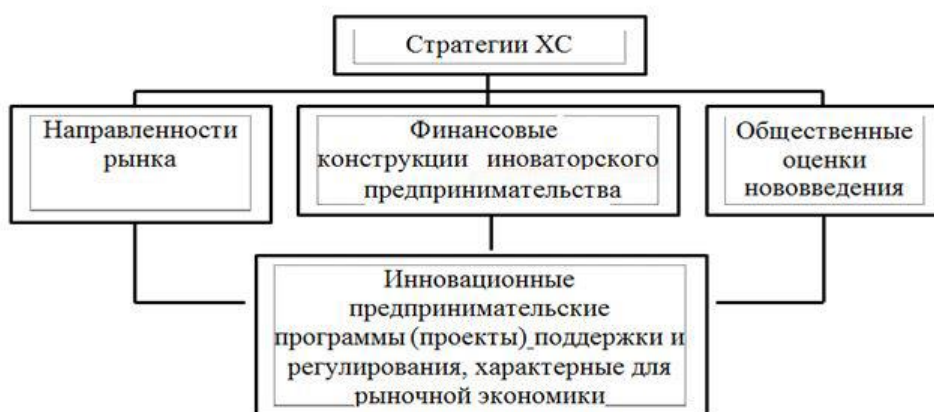 Стратегии ХС
Направленности
рынка
Финансовые
конструкции иноваторского
предпринимательства
Общественные
оценки
нововведения
Инновационные
предпринимательские
программы (проекты) поддержки и
регулирования, характерные для
рыночной экономики